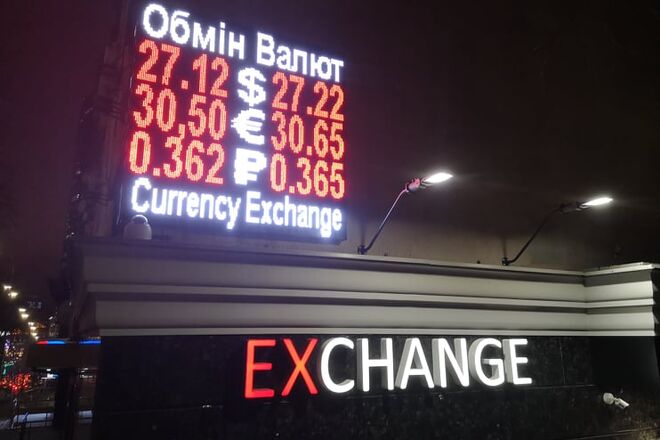 Обмін Валют
27.12 $ 27.22
30,50 € 30.65
0.362 ₽ 0.365
Currency Exchange
EXCHANGE